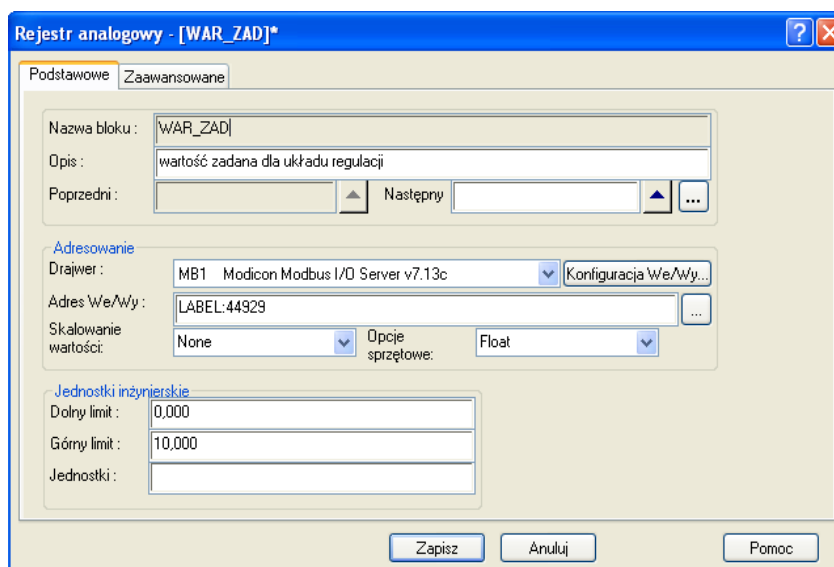 Rejestr analogowy - [WAR_ZAD]*
Podstawowe Zaawansowane
Nazwa bloku : WAR_ZAD
Opis : wartość zadana dla układu regulacji
Poprzedni : Następny ...
Adresowanie
Drajwer : MB1 Modicon Modbus I/O Server v7.13c Konfiguracja We/Wy...
Adres We/Wy : LABEL:44929 ...
Skalowanie wartości: None Opcje sprzętowe: Float
Jednostki inżynierskie
Dolny limit : 0,000
Górny limit : 10,000
Jednostki :
Zapisz Anuluj Pomoc